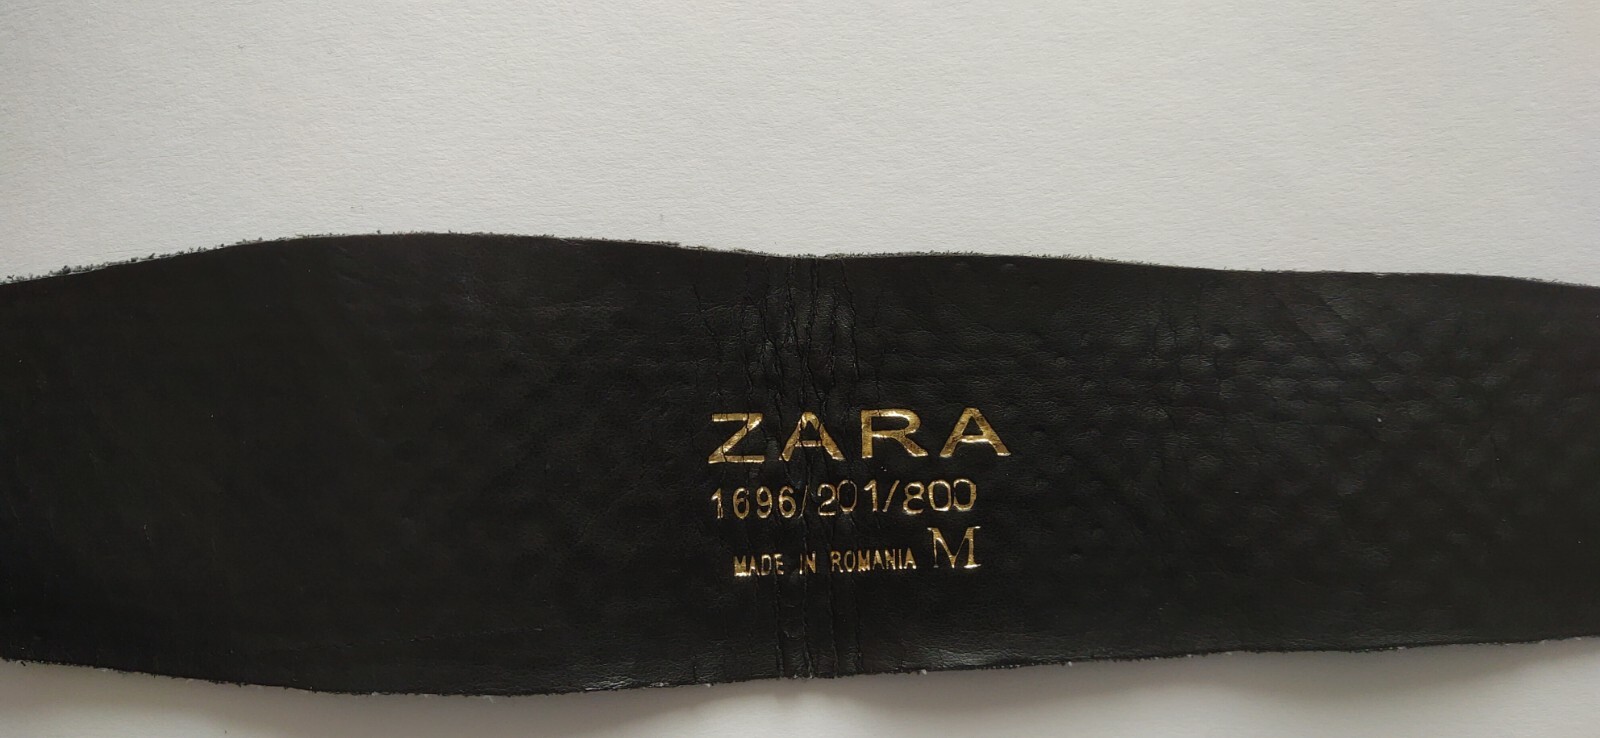 ZARA
1696/201/800
MADE IN ROMANIA M